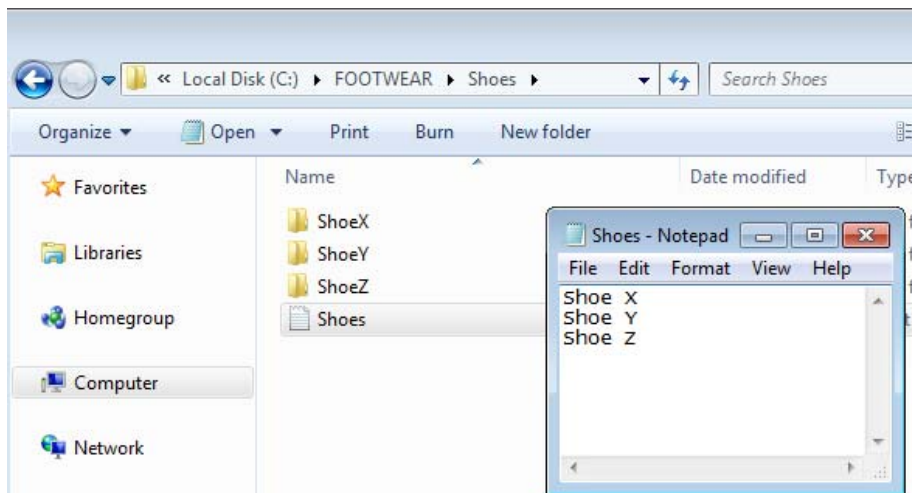 « Local Disk (C:) ▸ FOOTWEAR ▸ Shoes ▸
Search Shoes
Organize ▾ Open ▾ Print Burn New folder
Name Date modified Type
Favorites
Libraries
Homegroup
Computer
Network
ShoeX
ShoeY
ShoeZ
Shoes
Shoes - Notepad
File Edit Format View Help
Shoe X
Shoe Y
Shoe Z